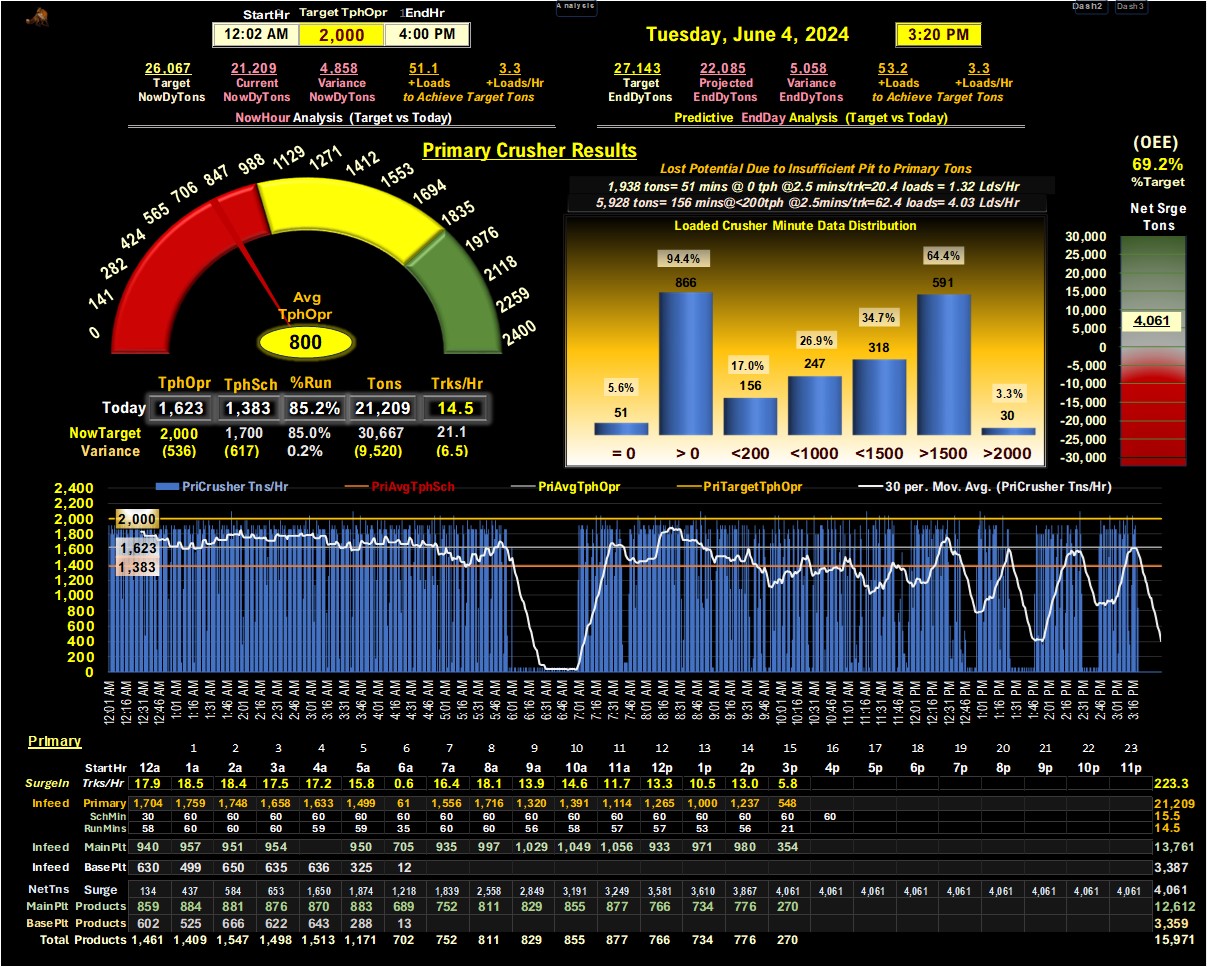 Analysis Dash2 Dash3
StartHr Target TphOpr 1EndHr
12:02 AM 2,000 4:00 PM
Tuesday, June 4, 2024 3:20 PM
26,067 21,209 4,858 51.1 3.3
Target Current Variance +Loads +Loads/Hr
NowDyTons NowDyTons NowDyTons to Achieve Target Tons
NowHour Analysis (Target vs Today)
27,143 22,085 5,058 53.2 3.3
Target Projected Variance +Loads +Loads/Hr
EndDyTons EndDyTons EndDyTons to Achieve Target Tons
Predictive EndDay Analysis (Target vs Today)
Primary Crusher Results
0 141 282 424 565 706 847 988 1129 1271 1412 1553 1694 1835 1976 2118 2259 2400
Avg
TphOpr
800
TphOpr TphSch %Run Tons Trks/Hr
Today 1,623 1,383 85.2% 21,209 14.5
NowTarget 2,000 1,700 85.0% 30,667 21.1
Variance (536) (617) 0.2% (9,520) (6.5)
Lost Potential Due to Insufficient Pit to Primary Tons
1,938 tons= 51 mins @ 0 tph @2.5 mins/trk=20.4 loads = 1.32 Lds/Hr
5,928 tons= 156 mins@<200tph @2.5mins/trk=62.4 loads= 4.03 Lds/Hr
Loaded Crusher Minute Data Distribution
5.6% 94.4% 17.0% 26.9% 34.7% 64.4% 3.3%
51 866 156 247 318 591 30
= 0 > 0 <200 <1000 <1500 >1500 >2000
(OEE)
69.2%
%Target
Net Srge
Tons
30,000
25,000
20,000
15,000
10,000
5,000
0
-5,000
-10,000
-15,000
-20,000
-25,000
-30,000
4,061
PriCrusher Tns/Hr PriAvgTphSch PriAvgTphOpr PriTargetTphOpr 30 per. Mov. Avg. (PriCrusher Tns/Hr)
2,400
2,200
2,000
1,800
1,600
1,400
1,200
1,000
800
600
400
200
0
2,000
1,623
1,383
12:01 AM 12:16 AM 12:31 AM 12:46 AM 1:01 AM 1:16 AM 1:31 AM 1:46 AM 2:01 AM 2:16 AM 2:31 AM 2:46 AM 3:01 AM 3:16 AM 3:31 AM 3:46 AM 4:01 AM 4:16 AM 4:31 AM 4:46 AM 5:01 AM 5:16 AM 5:31 AM 5:46 AM 6:01 AM 6:16 AM 6:31 AM 6:46 AM 7:01 AM 7:16 AM 7:31 AM 7:46 AM 8:01 AM 8:16 AM 8:31 AM 8:46 AM 9:01 AM 9:16 AM 9:31 AM 9:46 AM 10:01 AM 10:16 AM 10:31 AM 10:46 AM 11:01 AM 11:16 AM 11:31 AM 11:46 AM 12:01 PM 12:16 PM 12:31 PM 12:46 PM 1:01 PM 1:16 PM 1:31 PM 1:46 PM 2:01 PM 2:16 PM 2:31 PM 2:46 PM 3:01 PM 3:16 PM
Primary
1 2 3 4 5 6 7 8 9 10 11 12 13 14 15 16 17 18 19 20 21 22 23
StartHr 12a 1a 2a 3a 4a 5a 6a 7a 8a 9a 10a 11a 12p 1p 2p 3p 4p 5p 6p 7p 8p 9p 10p 11p
SurgeIn Trks/Hr 17.9 18.5 18.4 17.5 17.2 15.8 0.6 16.4 18.1 13.9 14.6 11.7 13.3 10.5 13.0 5.8 223.3
Infeed Primary 1,704 1,759 1,748 1,658 1,633 1,499 61 1,556 1,716 1,320 1,391 1,114 1,265 1,000 1,237 548 21,209
SchMin 30 60 60 60 60 60 60 60 60 60 60 60 60 60 60 60 60 15.5
RunMins 58 60 60 60 59 59 35 60 60 56 58 57 57 53 56 21 14.5
Infeed MainPlt 940 957 951 954 950 705 935 997 1,029 1,049 1,056 933 971 980 354 13,761
Infeed BasePlt 630 499 650 635 636 325 12 3,387
NetTns Surge 134 437 584 653 1,650 1,874 1,218 1,839 2,558 2,849 3,191 3,249 3,581 3,610 3,867 4,061 4,061 4,061 4,061 4,061 4,061 4,061 4,061 4,061 4,061
MainPlt Products 859 884 881 876 870 883 689 752 811 829 855 877 766 734 776 270 12,612
BasePlt Products 602 525 666 622 643 288 13 3,359
Total Products 1,461 1,409 1,547 1,498 1,513 1,171 702 752 811 829 855 877 766 734 776 270 15,971